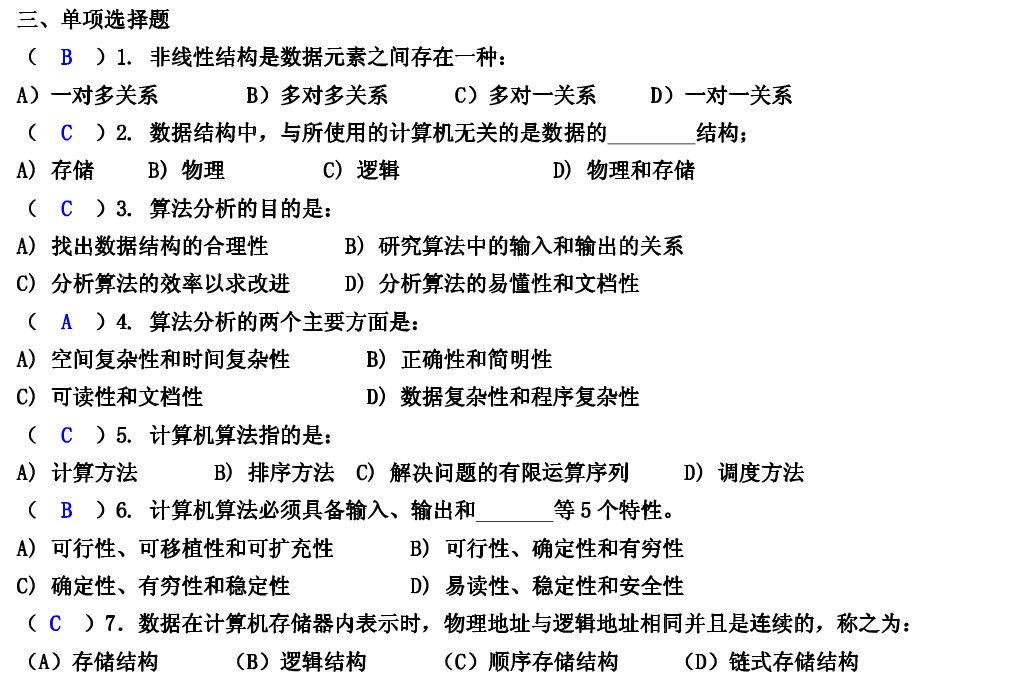 三、单项选择题
（ B ）1. 非线性结构是数据元素之间存在一种：
A）一对多关系 B）多对多关系 C）多对一关系 D）一对一关系
（ C ）2. 数据结构中，与所使用的计算机无关的是数据的________结构；
A) 存储 B) 物理 C) 逻辑 D) 物理和存储
（ C ）3. 算法分析的目的是：
A) 找出数据结构的合理性 B) 研究算法中的输入和输出的关系
C) 分析算法的效率以求改进 D) 分析算法的易懂性和文档性
（ A ）4. 算法分析的两个主要方面是：
A) 空间复杂性和时间复杂性 B) 正确性和简明性
C) 可读性和文档性 D) 数据复杂性和程序复杂性
（ C ）5. 计算机算法指的是：
A) 计算方法 B) 排序方法 C) 解决问题的有限运算序列 D) 调度方法
（ B ）6. 计算机算法必须具备输入、输出和_______等 5 个特性。
A) 可行性、可移植性和可扩充性 B) 可行性、确定性和有穷性
C) 确定性、有穷性和稳定性 D) 易读性、稳定性和安全性
（ C ）7．数据在计算机存储器内表示时，物理地址与逻辑地址相同并且是连续的，称之为：
（A）存储结构 （B）逻辑结构 （C）顺序存储结构 （D）链式存储结构